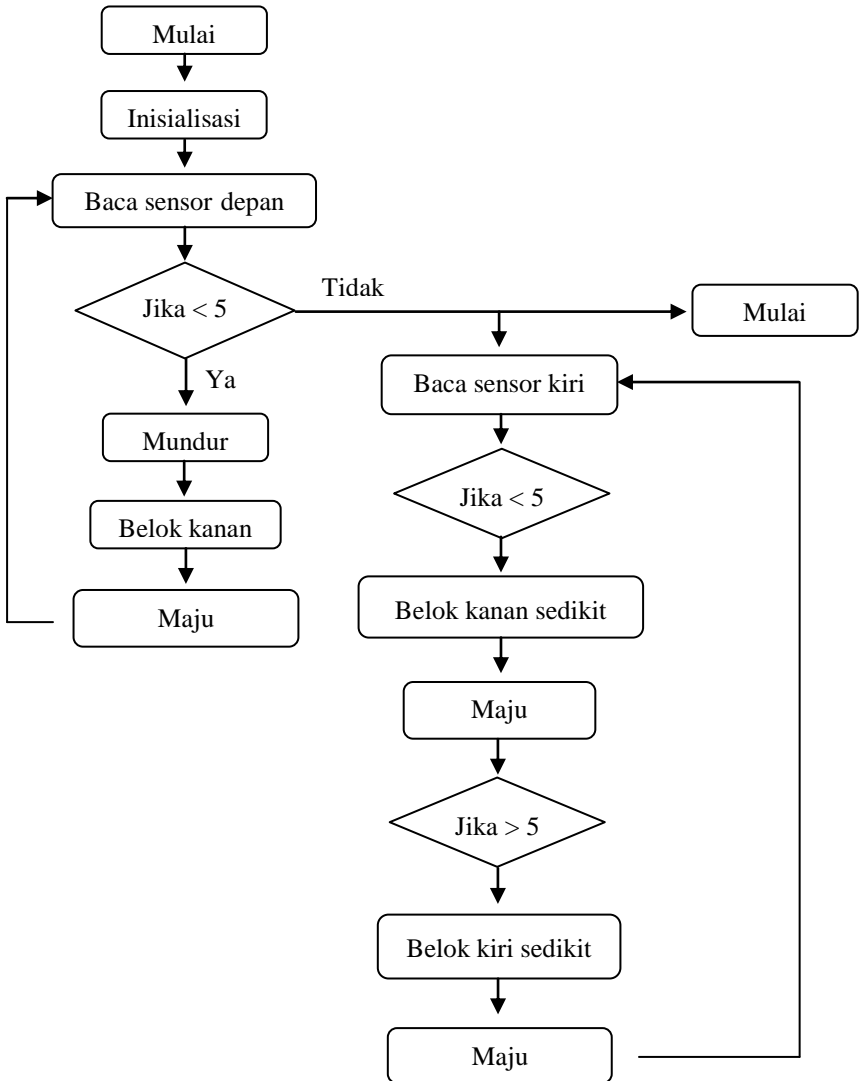 Mulai
Inisialisasi
Baca sensor depan
Jika < 5
Tidak
Mulai
Ya
Mundur
Belok kanan
Maju
Baca sensor kiri
Jika < 5
Belok kanan sedikit
Maju
Jika > 5
Belok kiri sedikit
Maju